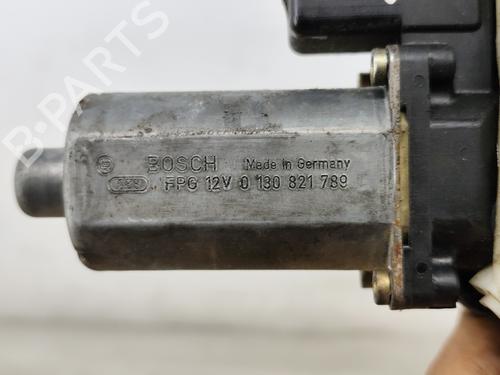 B-PARTS
BOSCH Made in Germany
FPG 12V 0 130 821 789